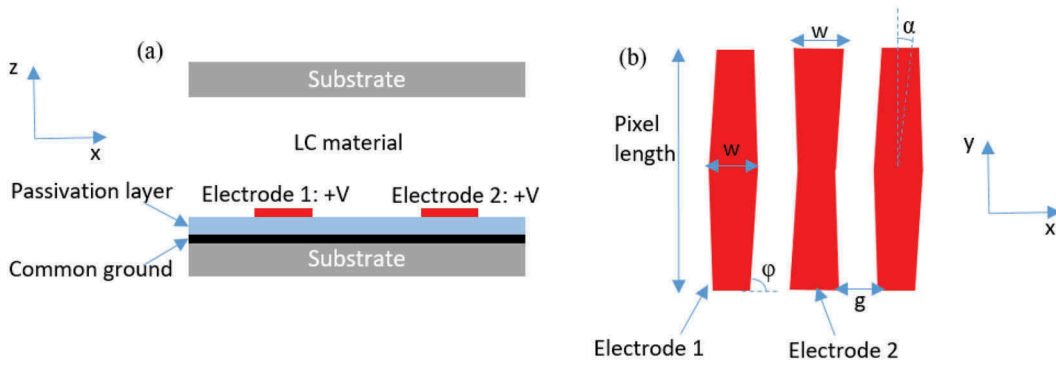 (a)
z
x
Substrate
LC material
Passivation layer
Electrode 1: +V
Electrode 2: +V
Common ground
Substrate
(b)
w
α
Pixel
length
w
y
x
φ
g
Electrode 1
Electrode 2